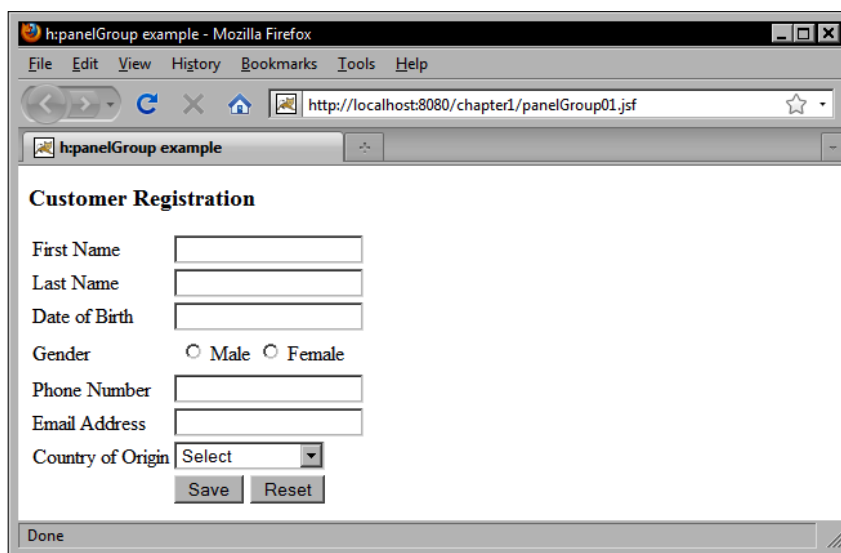 h:panelGroup example - Mozilla Firefox
File Edit View History Bookmarks Tools Help
http://localhost:8080/chapter1/panelGroup01.jsf
h:panelGroup example
Customer Registration
First Name
Last Name
Date of Birth
Gender Male Female
Phone Number
Email Address
Country of Origin Select
Save Reset
Done